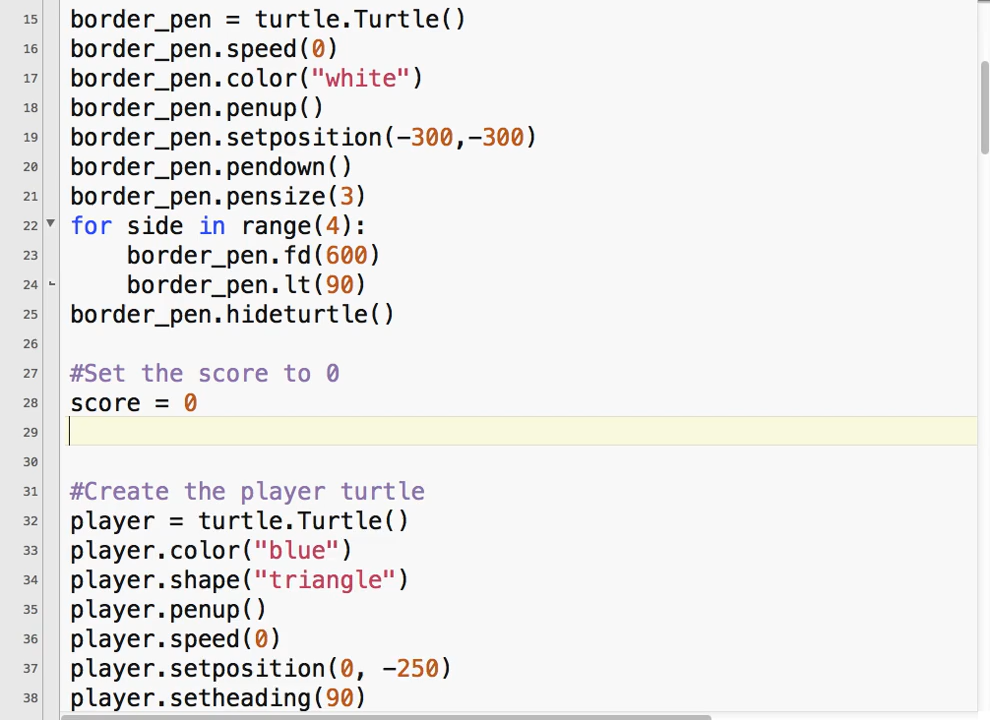 15 border_pen = turtle.Turtle()
16 border_pen.speed(0)
17 border_pen.color("white")
18 border_pen.penup()
19 border_pen.setposition(-300,-300)
20 border_pen.pendown()
21 border_pen.pensize(3)
22 for side in range(4):
23     border_pen.fd(600)
24     border_pen.lt(90)
25 border_pen.hideturtle()
26
27 #Set the score to 0
28 score = 0
29
30
31 #Create the player turtle
32 player = turtle.Turtle()
33 player.color("blue")
34 player.shape("triangle")
35 player.penup()
36 player.speed(0)
37 player.setposition(0, -250)
38 player.setheading(90)